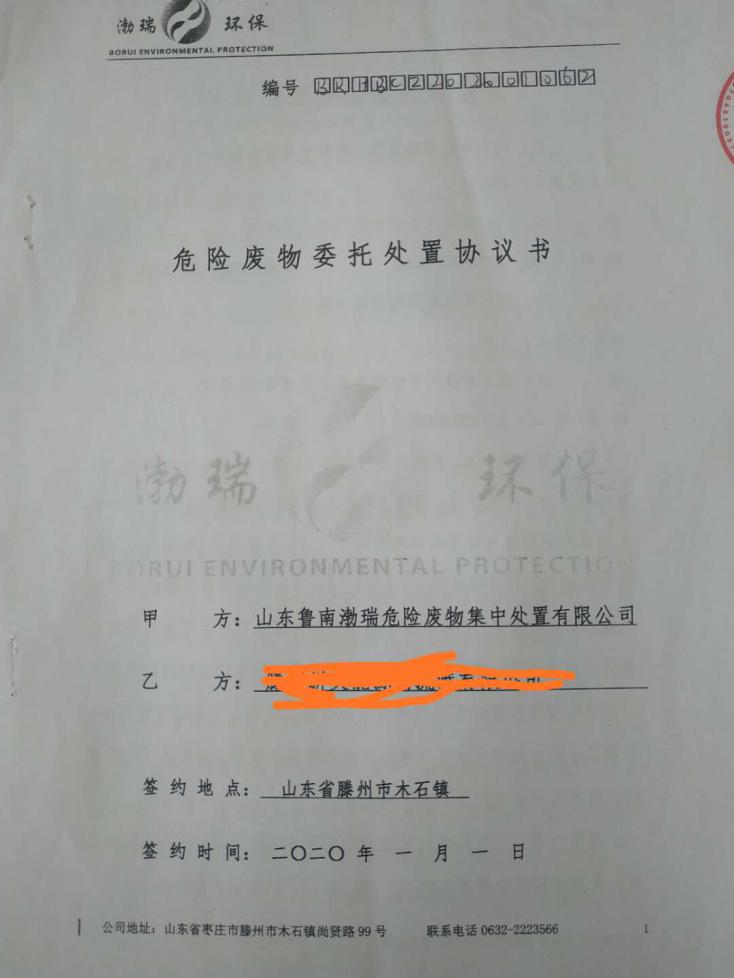 渤瑞 环保
BORUI ENVIRONMENTAL PROTECTION
编号 BRHBCZ202001062
危险废物委托处置协议书
渤瑞 环保
BORUI ENVIRONMENTAL PROTECTION
甲 方：山东鲁南渤瑞危险废物集中处置有限公司
乙 方：
签约地点： 山东省滕州市木石镇
签约时间：二〇二〇年 一 月 一 日
公司地址：山东省枣庄市滕州市木石镇尚贤路 99 号 联系电话 0632-2223566 1